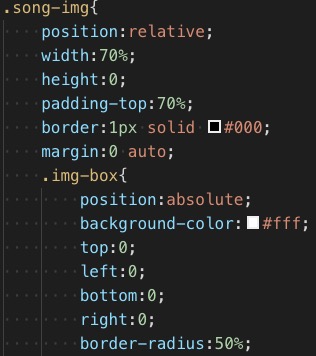 .song-img{
    position:relative;
    width:70%;
    height:0;
    padding-top:70%;
    border:1px solid #000;
    margin:0 auto;
    .img-box{
        position:absolute;
        background-color:#fff;
        top:0;
        left:0;
        bottom:0;
        right:0;
        border-radius:50%;